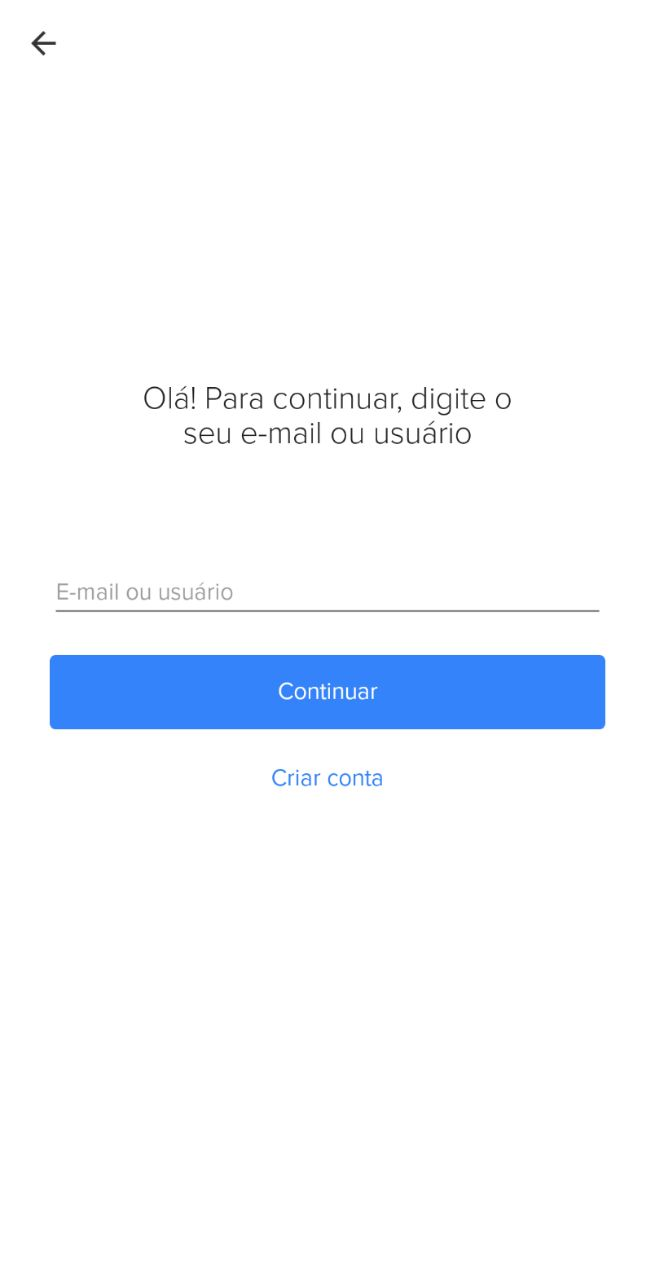 Olá! Para continuar, digite o
seu e-mail ou usuário
E-mail ou usuário
Continuar
Criar conta